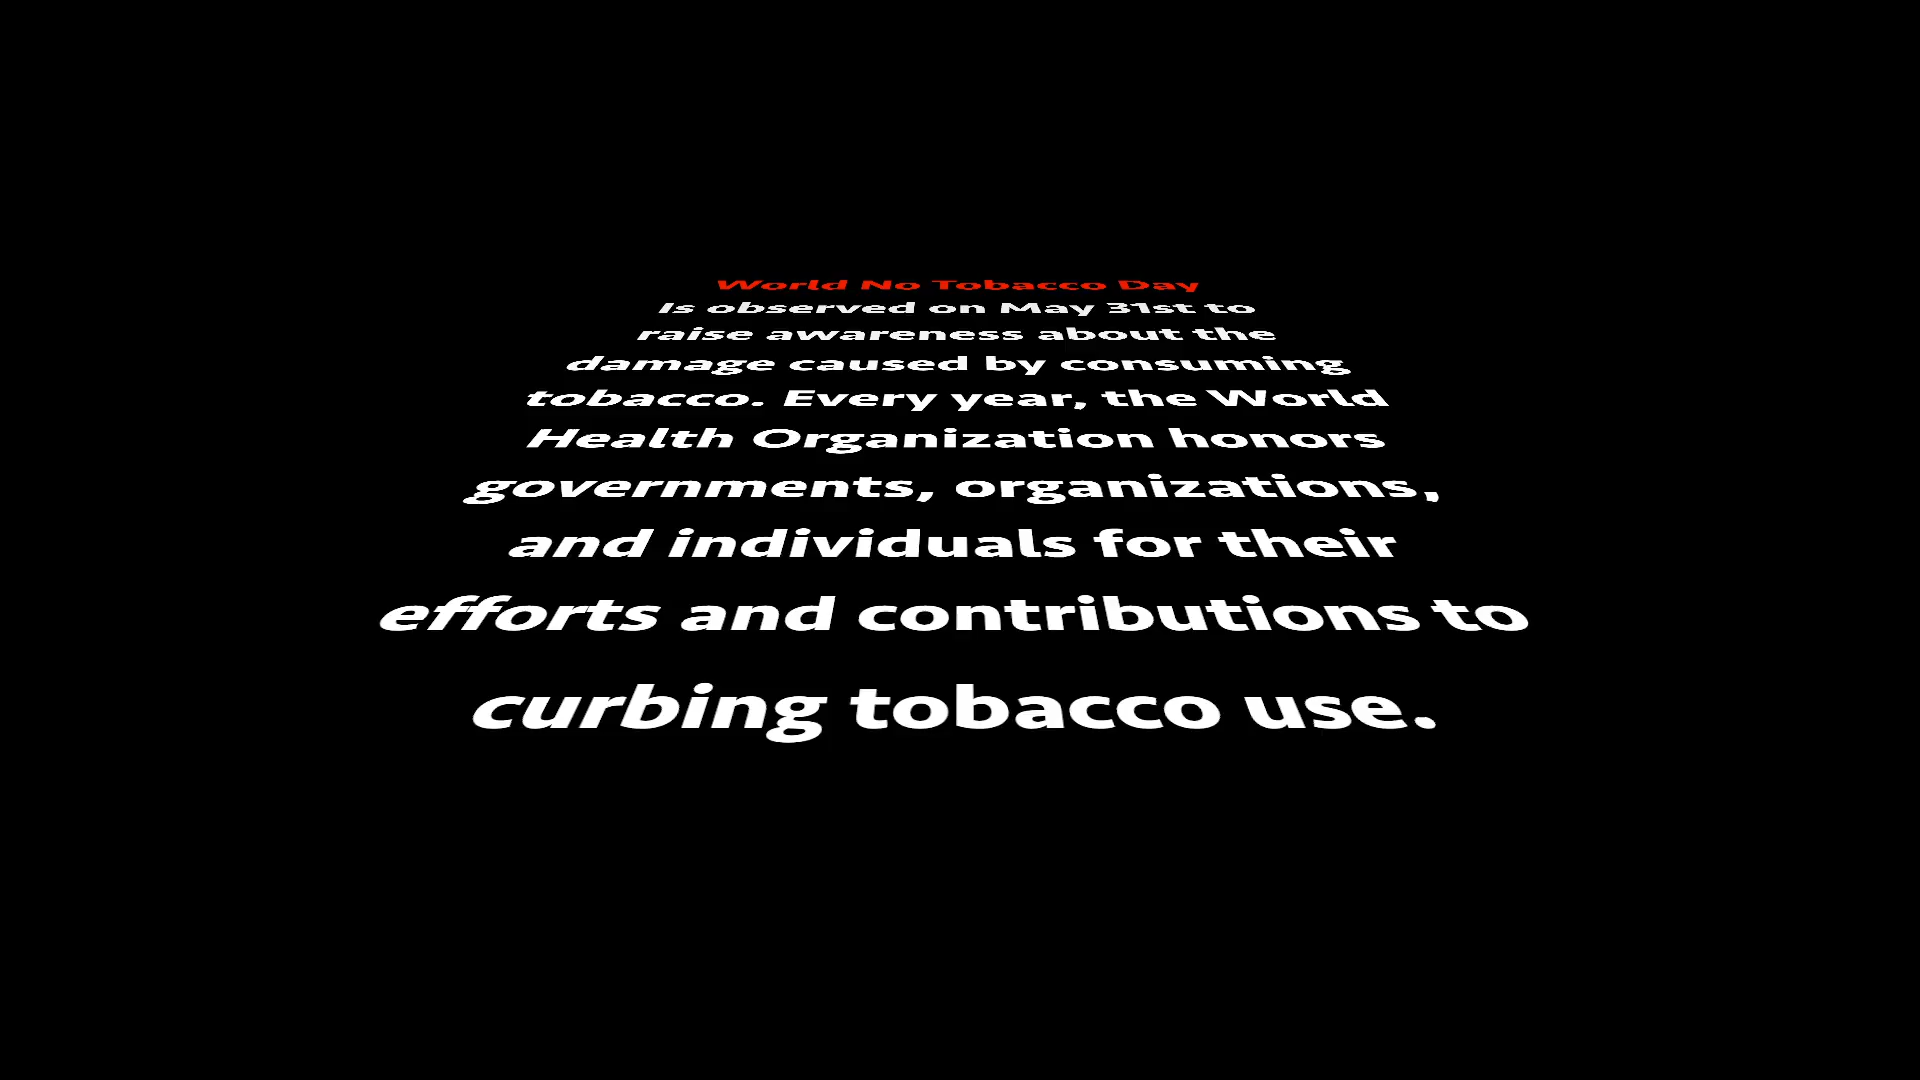 World No Tobacco Day
Is observed on May 31st to
raise awareness about the
damage caused by consuming
tobacco. Every year, the World
Health Organization honors
governments, organizations,
and individuals for their
efforts and contributions to
curbing tobacco use.